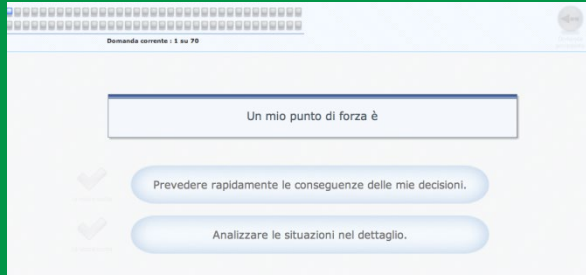 Domanda corrente : 1 su 70
Un mio punto di forza è
Prevedere rapidamente le conseguenze delle mie decisioni.
Analizzare le situazioni nel dettaglio.